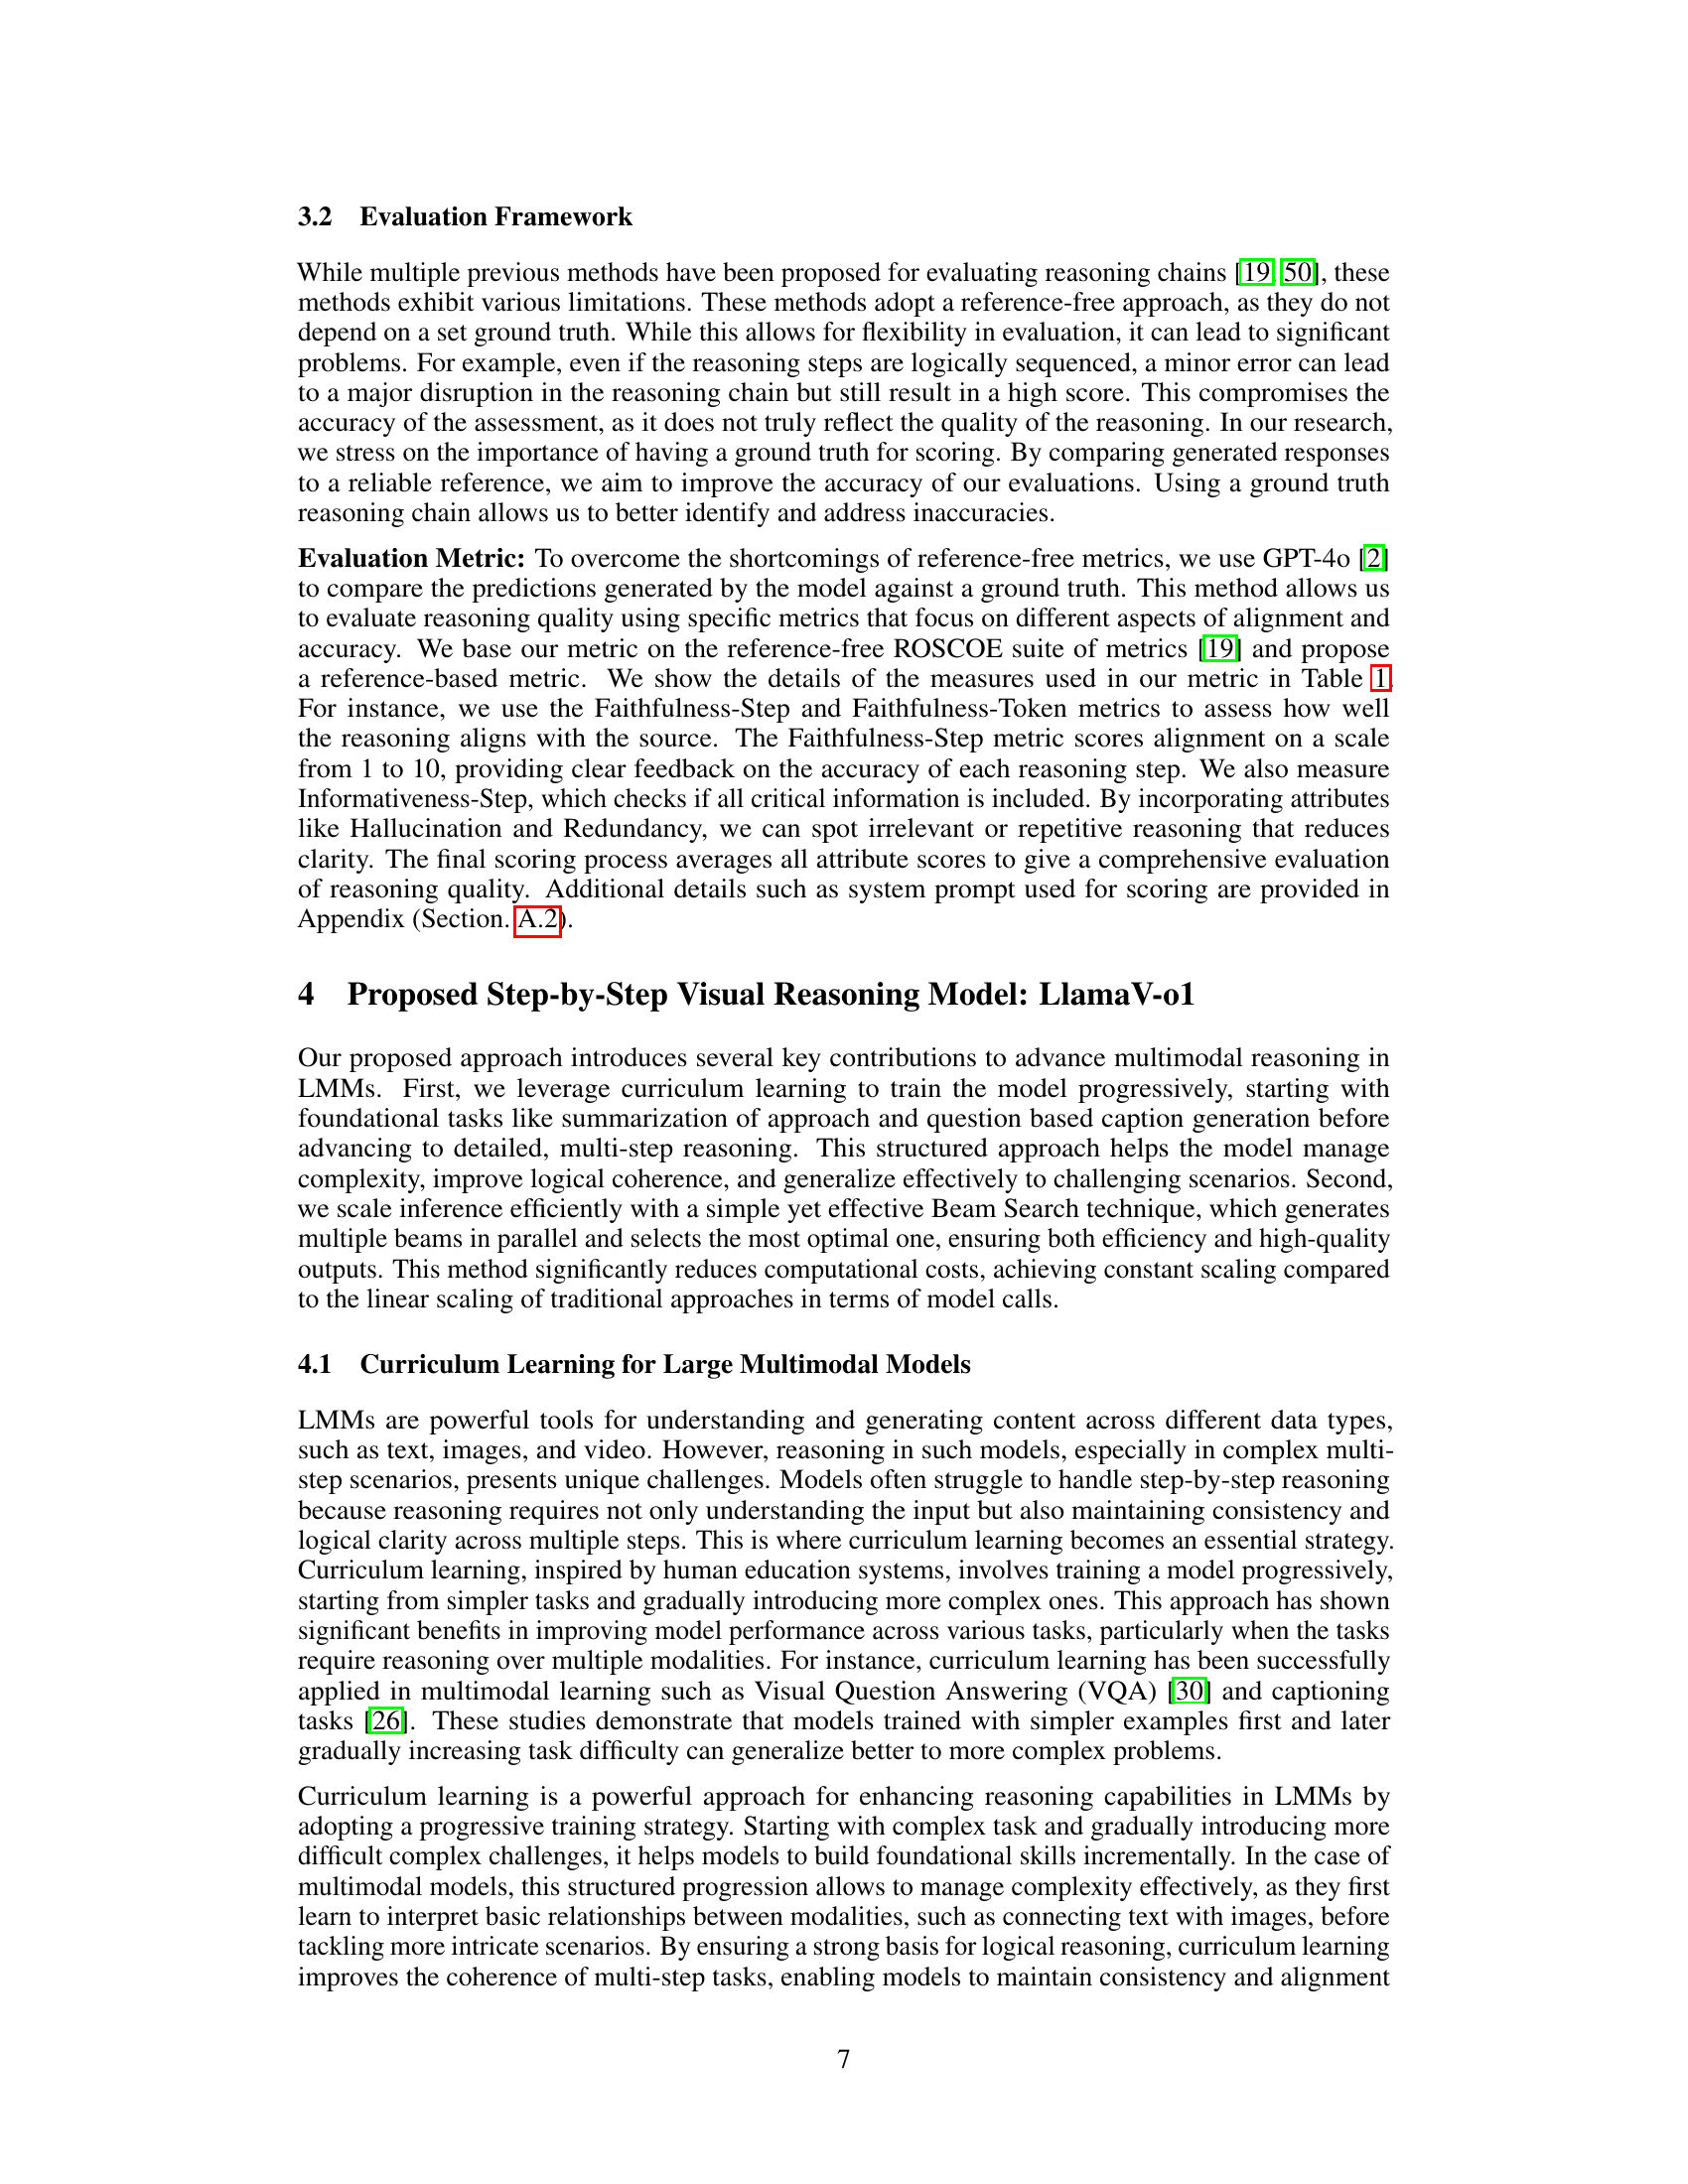 3.2 Evaluation Framework
While multiple previous methods have been proposed for evaluating reasoning chains [19, 50], these
methods exhibit various limitations. These methods adopt a reference-free approach, as they do not
depend on a set ground truth. While this allows for flexibility in evaluation, it can lead to significant
problems. For example, even if the reasoning steps are logically sequenced, a minor error can lead
to a major disruption in the reasoning chain but still result in a high score. This compromises the
accuracy of the assessment, as it does not truly reflect the quality of the reasoning. In our research,
we stress on the importance of having a ground truth for scoring. By comparing generated responses
to a reliable reference, we aim to improve the accuracy of our evaluations. Using a ground truth
reasoning chain allows us to better identify and address inaccuracies.
Evaluation Metric: To overcome the shortcomings of reference-free metrics, we use GPT-4o [2]
to compare the predictions generated by the model against a ground truth. This method allows us
to evaluate reasoning quality using specific metrics that focus on different aspects of alignment and
accuracy. We base our metric on the reference-free ROSCOE suite of metrics [19] and propose
a reference-based metric. We show the details of the measures used in our metric in Table 1.
For instance, we use the Faithfulness-Step and Faithfulness-Token metrics to assess how well
the reasoning aligns with the source. The Faithfulness-Step metric scores alignment on a scale
from 1 to 10, providing clear feedback on the accuracy of each reasoning step. We also measure
Informativeness-Step, which checks if all critical information is included. By incorporating attributes
like Hallucination and Redundancy, we can spot irrelevant or repetitive reasoning that reduces
clarity. The final scoring process averages all attribute scores to give a comprehensive evaluation
of reasoning quality. Additional details such as system prompt used for scoring are provided in
Appendix (Section. A.2).
4 Proposed Step-by-Step Visual Reasoning Model: LlamaV-o1
Our proposed approach introduces several key contributions to advance multimodal reasoning in
LMMs. First, we leverage curriculum learning to train the model progressively, starting with
foundational tasks like summarization of approach and question based caption generation before
advancing to detailed, multi-step reasoning. This structured approach helps the model manage
complexity, improve logical coherence, and generalize effectively to challenging scenarios. Second,
we scale inference efficiently with a simple yet effective Beam Search technique, which generates
multiple beams in parallel and selects the most optimal one, ensuring both efficiency and high-quality
outputs. This method significantly reduces computational costs, achieving constant scaling compared
to the linear scaling of traditional approaches in terms of model calls.
4.1 Curriculum Learning for Large Multimodal Models
LMMs are powerful tools for understanding and generating content across different data types,
such as text, images, and video. However, reasoning in such models, especially in complex multi-
step scenarios, presents unique challenges. Models often struggle to handle step-by-step reasoning
because reasoning requires not only understanding the input but also maintaining consistency and
logical clarity across multiple steps. This is where curriculum learning becomes an essential strategy.
Curriculum learning, inspired by human education systems, involves training a model progressively,
starting from simpler tasks and gradually introducing more complex ones. This approach has shown
significant benefits in improving model performance across various tasks, particularly when the tasks
require reasoning over multiple modalities. For instance, curriculum learning has been successfully
applied in multimodal learning such as Visual Question Answering (VQA) [30] and captioning
tasks [26]. These studies demonstrate that models trained with simpler examples first and later
gradually increasing task difficulty can generalize better to more complex problems.
Curriculum learning is a powerful approach for enhancing reasoning capabilities in LMMs by
adopting a progressive training strategy. Starting with complex task and gradually introducing more
difficult complex challenges, it helps models to build foundational skills incrementally. In the case of
multimodal models, this structured progression allows to manage complexity effectively, as they first
learn to interpret basic relationships between modalities, such as connecting text with images, before
tackling more intricate scenarios. By ensuring a strong basis for logical reasoning, curriculum learning
improves the coherence of multi-step tasks, enabling models to maintain consistency and alignment
7